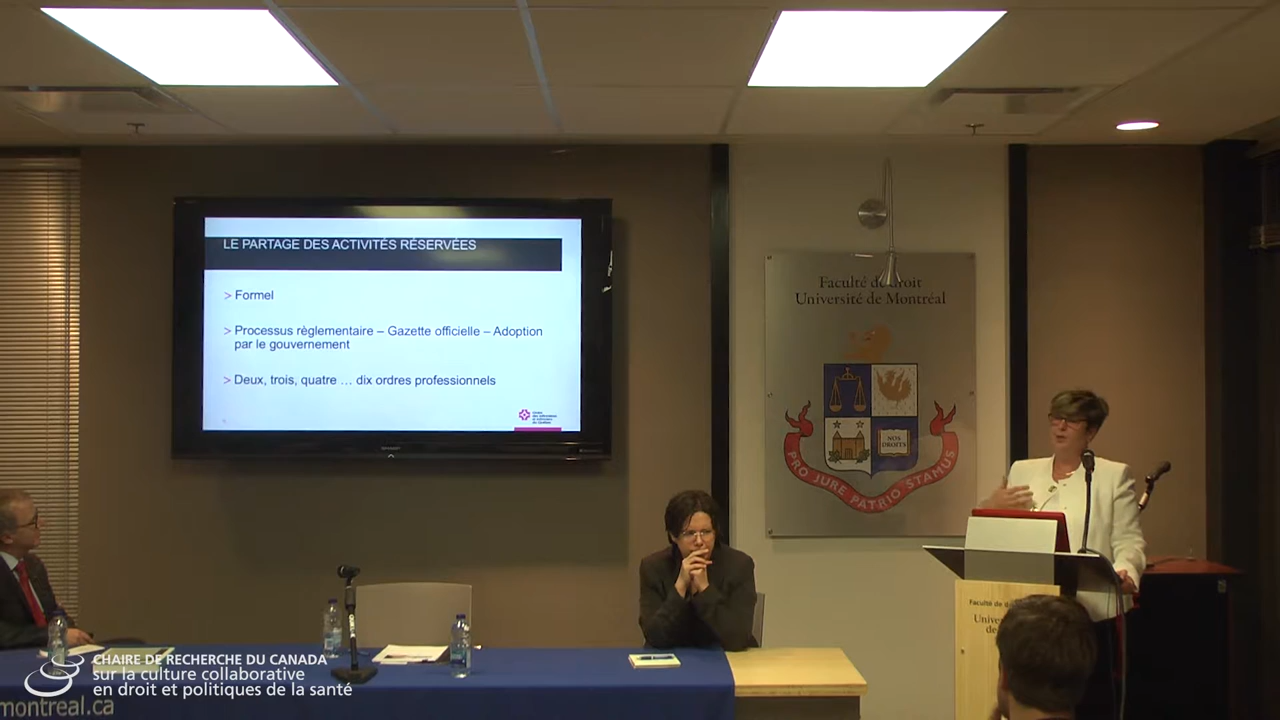 LE PARTAGE DES ACTIVITÉS RÉSERVÉES
> Formel
> Processus règlementaire – Gazette officielle – Adoption
par le gouvernement
> Deux, trois, quatre … dix ordres professionnels
Faculté de droit
Université de Montréal
NOS
DROITS
PRO JURE PATRIO STAMUS
Faculté de
CHAIRE DE RECHERCHE DU CANADA
sur la culture collaborative
en droit et politiques de la santé
montreal.ca